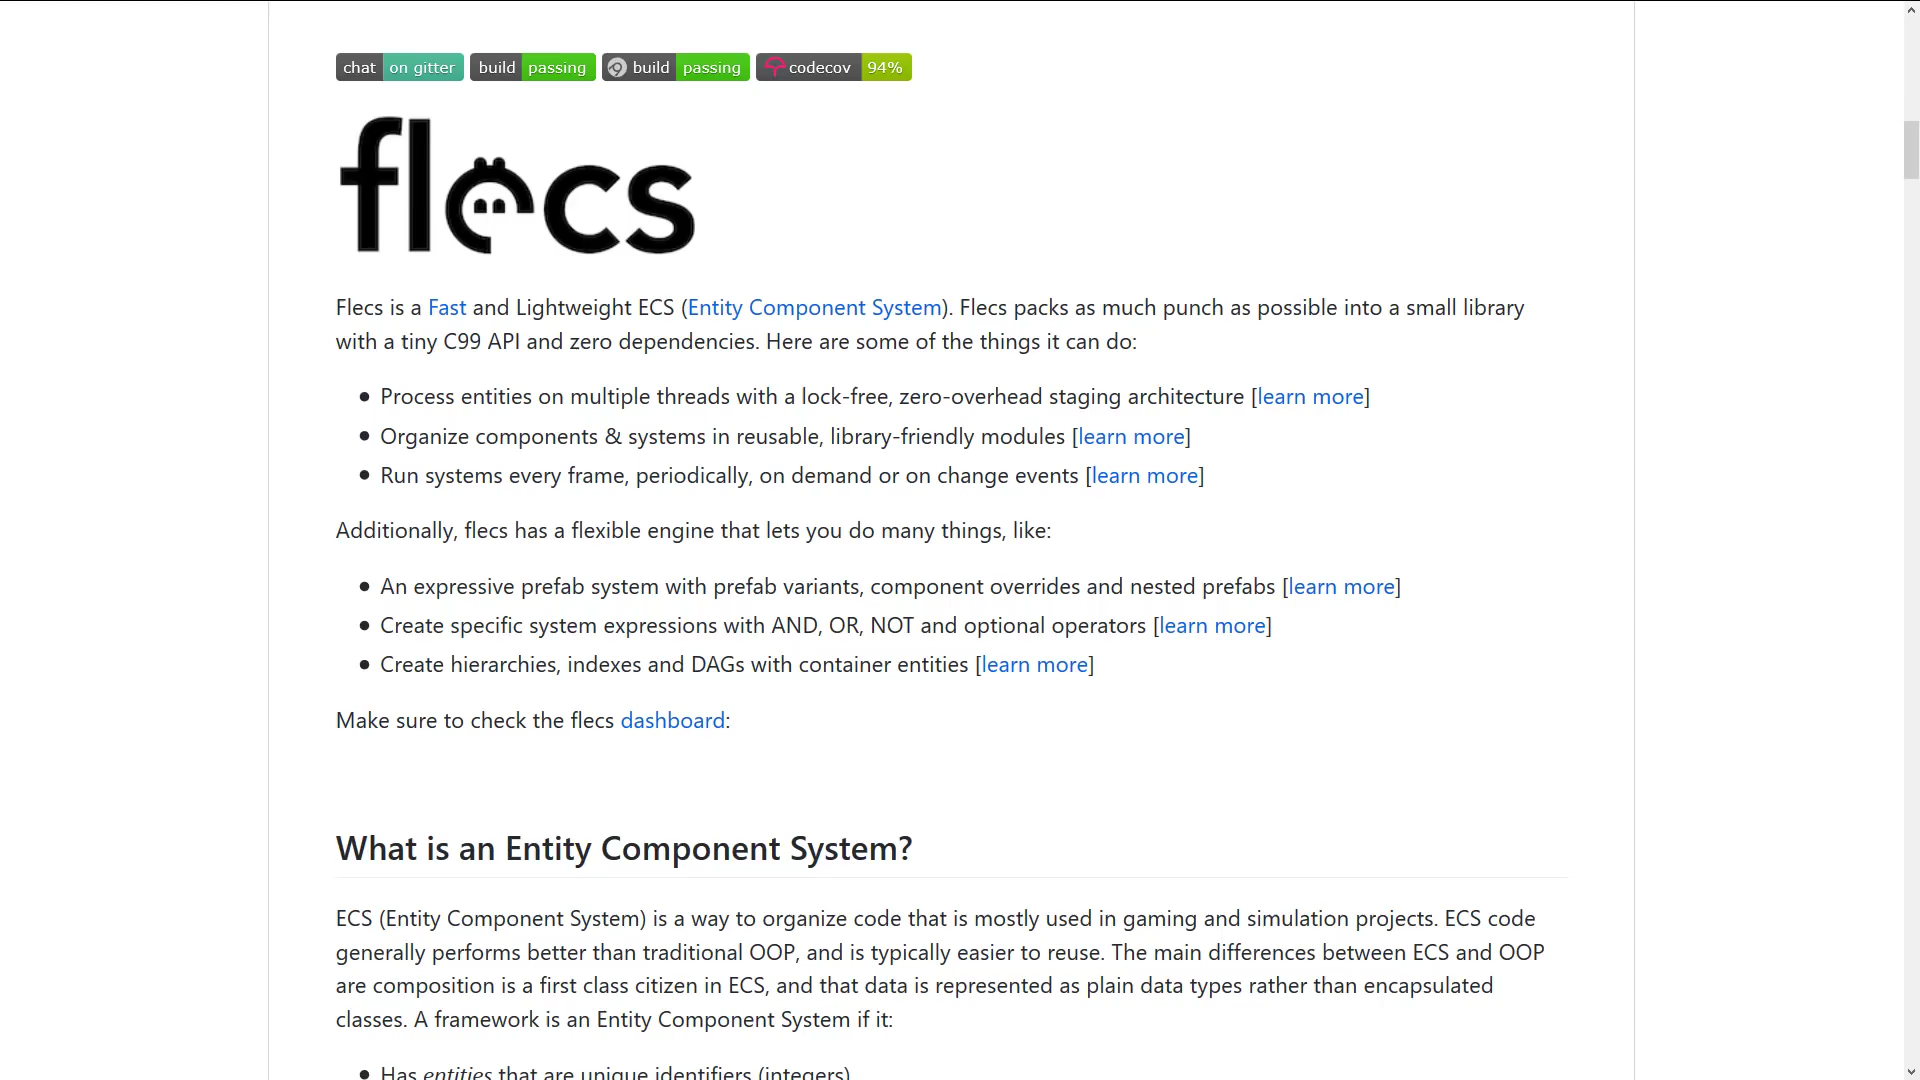 chat on gitter build passing build passing codecov 94%
flecs
Flecs is a Fast and Lightweight ECS (Entity Component System). Flecs packs as much punch as possible into a small library
with a tiny C99 API and zero dependencies. Here are some of the things it can do:
• Process entities on multiple threads with a lock-free, zero-overhead staging architecture [learn more]
• Organize components & systems in reusable, library-friendly modules [learn more]
• Run systems every frame, periodically, on demand or on change events [learn more]
Additionally, flecs has a flexible engine that lets you do many things, like:
• An expressive prefab system with prefab variants, component overrides and nested prefabs [learn more]
• Create specific system expressions with AND, OR, NOT and optional operators [learn more]
• Create hierarchies, indexes and DAGs with container entities [learn more]
Make sure to check the flecs dashboard:
What is an Entity Component System?
ECS (Entity Component System) is a way to organize code that is mostly used in gaming and simulation projects. ECS code
generally performs better than traditional OOP, and is typically easier to reuse. The main differences between ECS and OOP
are composition is a first class citizen in ECS, and that data is represented as plain data types rather than encapsulated
classes. A framework is an Entity Component System if it:
• Has entities that are unique identifiers (integers)